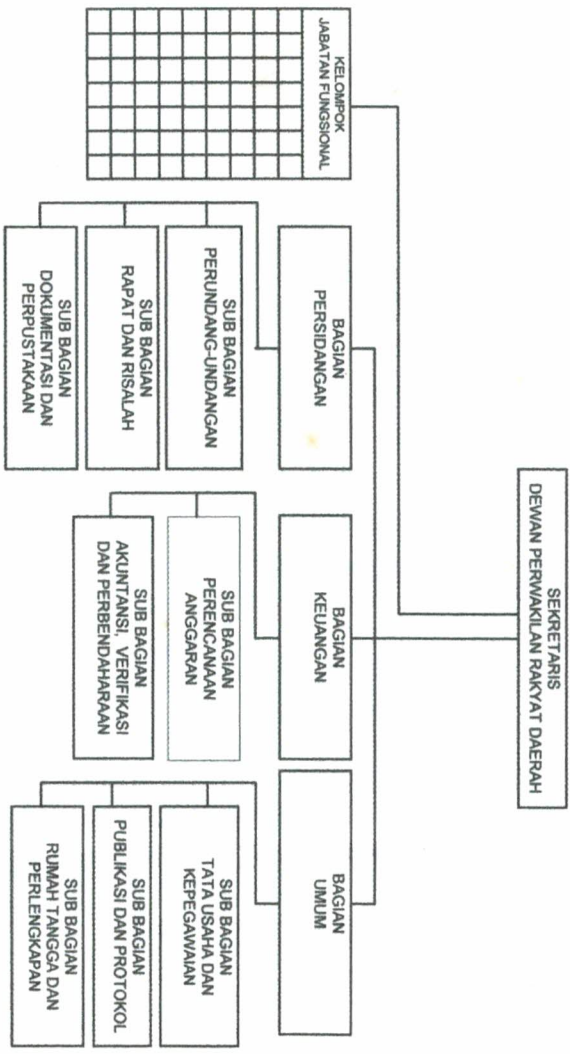 SEKRETARIS
DEWAN PERWAKILAN RAKYAT DAERAH
KELOMPOK
JABATAN FUNGSIONAL
BAGIAN
PERSIDANGAN
SUB BAGIAN
PERUNDANG-UNDANGAN
SUB BAGIAN
RAPAT DAN RISALAH
SUB BAGIAN
DOKUMENTASI DAN
PERPUSTAKAAN
BAGIAN
KEUANGAN
SUB BAGIAN
PERENCANAAN
ANGGARAN
SUB BAGIAN
AKUNTANSI, VERIFIKASI
DAN PERBENDAHARAAN
BAGIAN
UMUM
SUB BAGIAN
TATA USAHA DAN
KEPEGAWAIAN
SUB BAGIAN
PUBLIKASI DAN PROTOKOL
SUB BAGIAN
RUMAH TANGGA DAN
PERLENGKAPAN